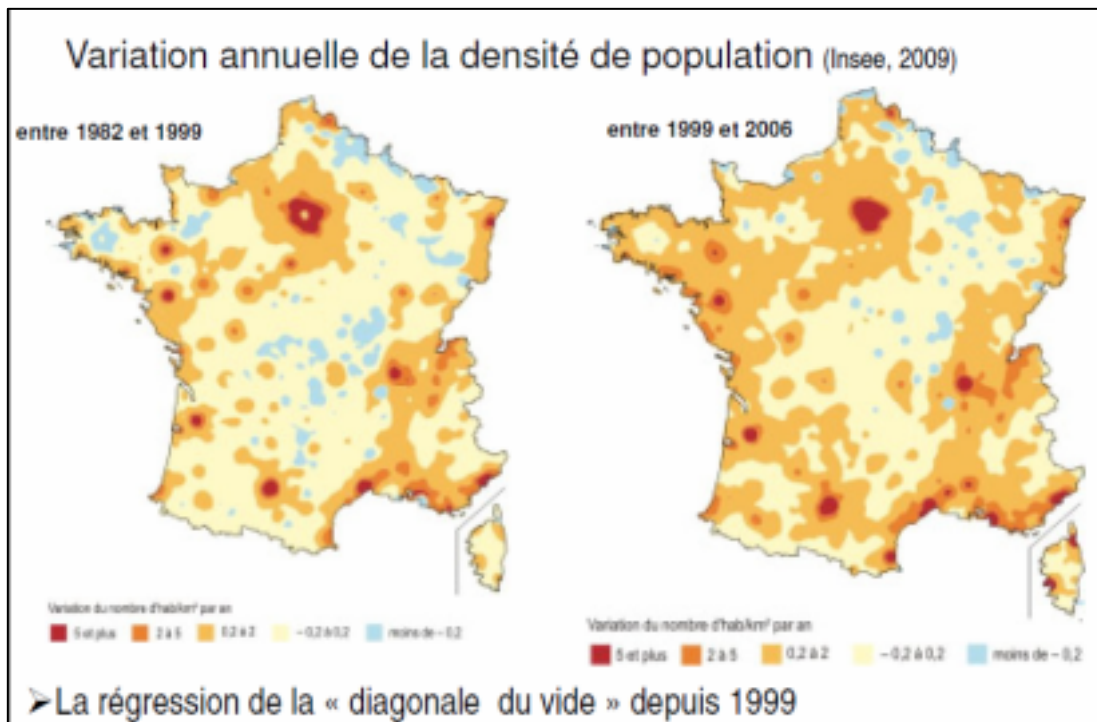 Variation annuelle de la densité de population (Insee, 2009)
entre 1982 et 1999
entre 1999 et 2006
Variation du nombre d'hab/km² par an
5 et plus 2 à 5 0,2 à 2 – 0,2 à 0,2 moins de – 0,2
Variation du nombre d'hab/km² par an
5 et plus 2 à 5 0,2 à 2 – 0,2 à 0,2 moins de – 0,2
➢La régression de la « diagonale du vide » depuis 1999